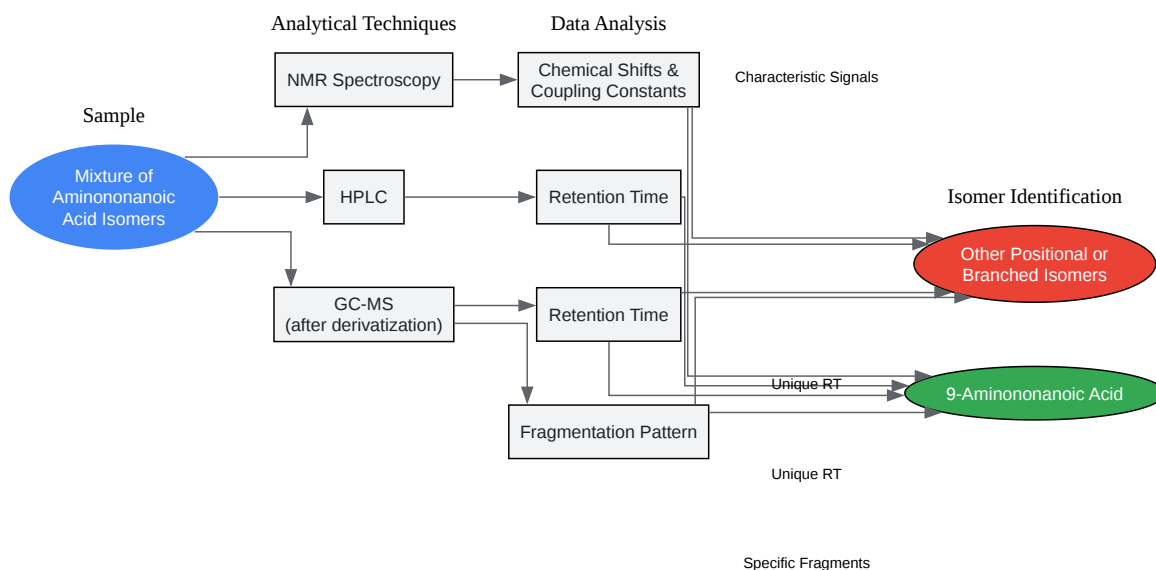 Analytical Techniques
Data Analysis
NMR Spectroscopy
Chemical Shifts &
Coupling Constants
Characteristic Signals
Sample
Mixture of
Aminononanoic
Acid Isomers
HPLC
Retention Time
Isomer Identification
Other Positional or
Branched Isomers
GC-MS
(after derivatization)
Retention Time
Unique RT
9-Aminononanoic Acid
Fragmentation Pattern
Unique RT
Specific Fragments